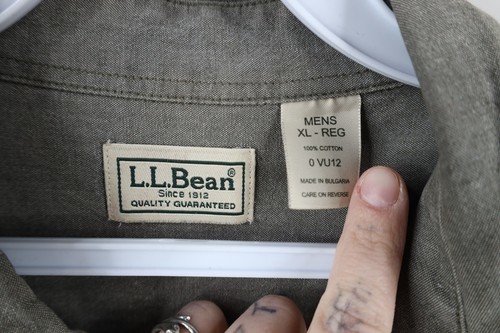 L.L.Bean®
Since 1912
QUALITY GUARANTEED
MENS
XL - REG
100% COTTON
0 VU12
MADE IN BULGARIA
CARE ON REVERSE